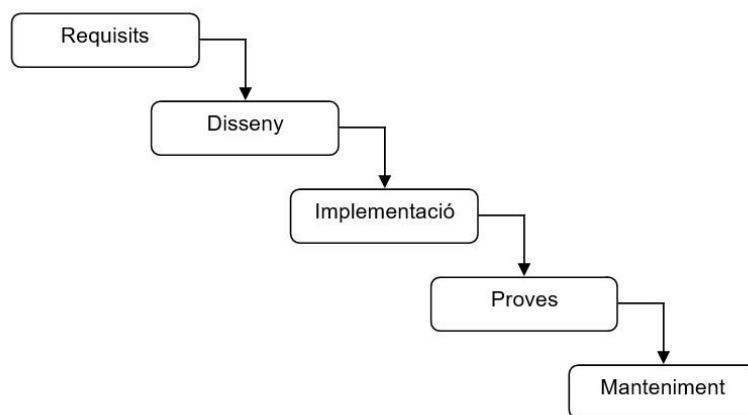 Requisits
Disseny
Implementació
Proves
Manteniment